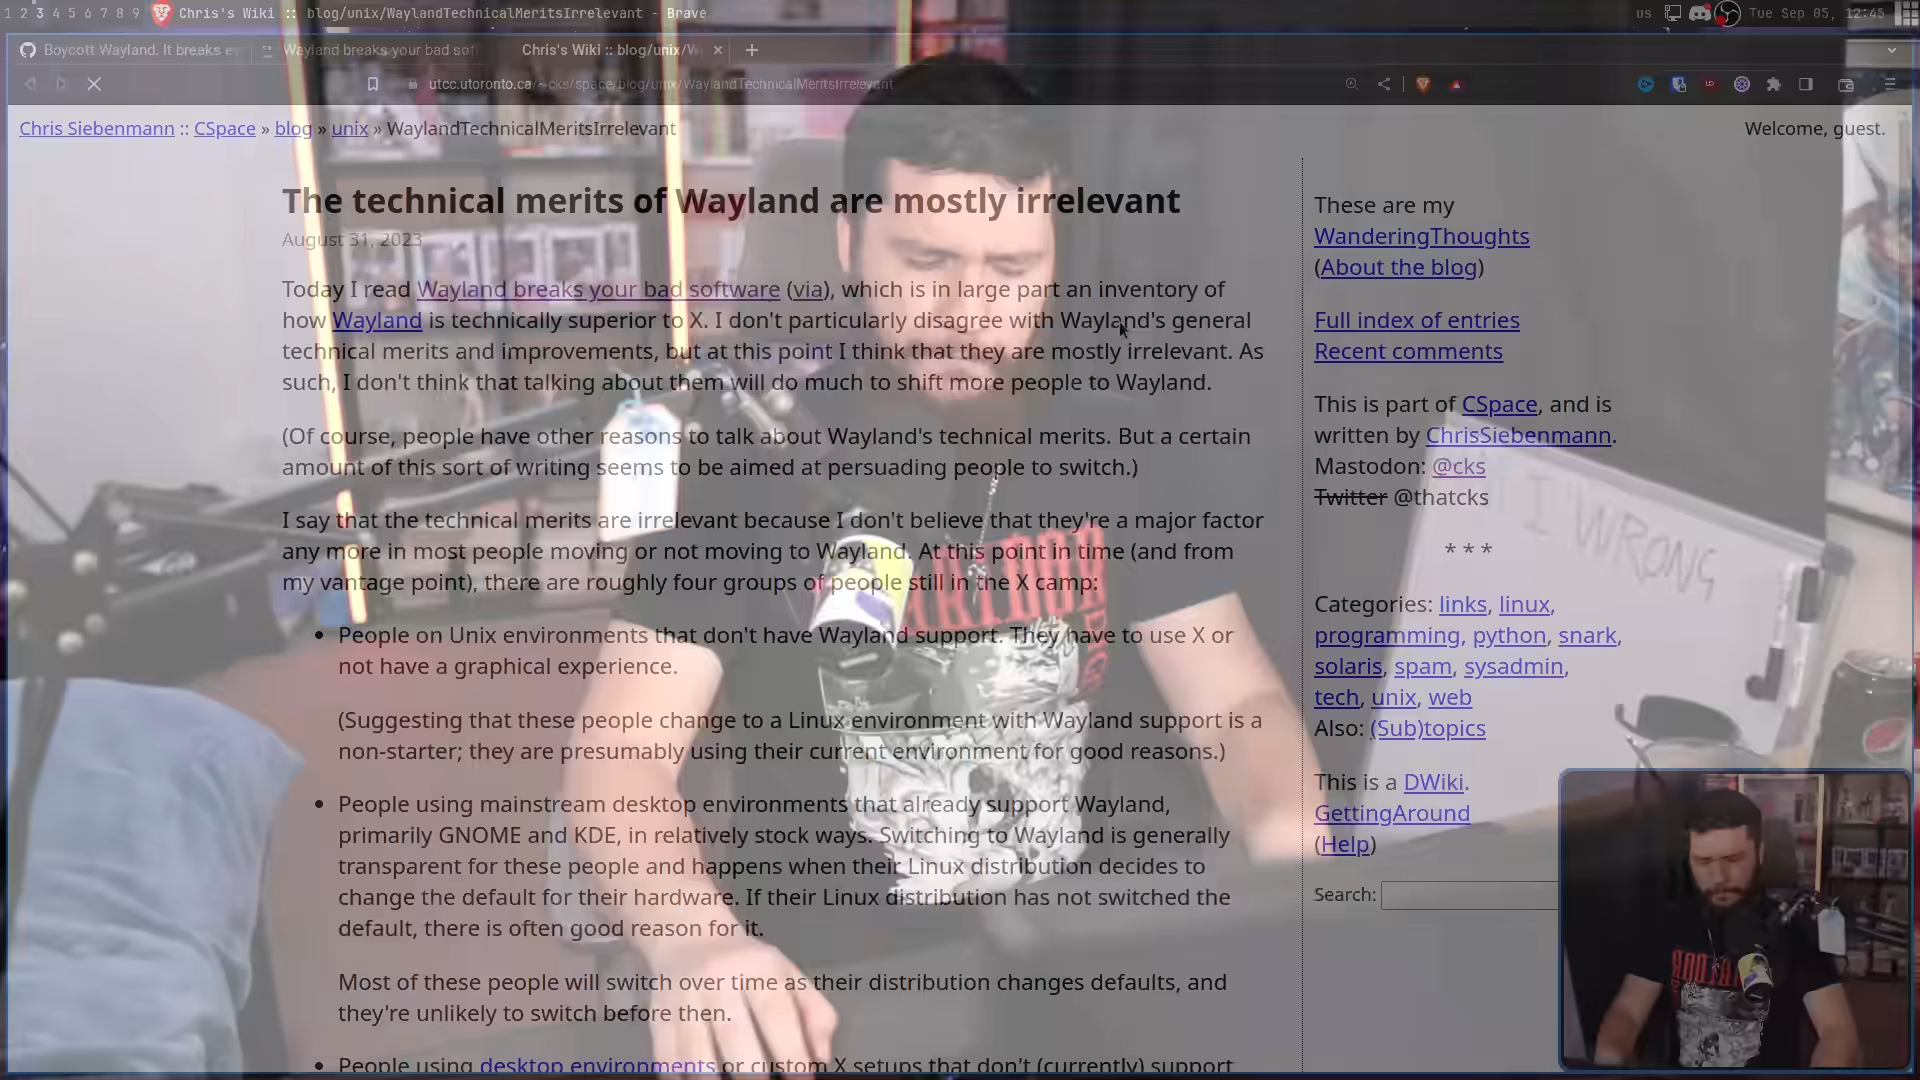 1 2 3 4 5 6 7 8 9 Chris's Wiki :: blog/unix/WaylandTechnicalMeritsIrrelevant - Brave us Tue Sep 05, 12:45
Boycott Wayland. It breaks e Wayland breaks your bad sof Chris's Wiki :: blog/unix/W
utcc.utoronto.ca/~cks/space/blog/unix/WaylandTechnicalMeritsIrrelevant
Chris Siebenmann :: CSpace » blog » unix » WaylandTechnicalMeritsIrrelevant Welcome, guest.
The technical merits of Wayland are mostly irrelevant
August 31, 2023
Today I read Wayland breaks your bad software (via), which is in large part an inventory of
how Wayland is technically superior to X. I don't particularly disagree with Wayland's general
technical merits and improvements, but at this point I think that they are mostly irrelevant. As
such, I don't think that talking about them will do much to shift more people to Wayland.
(Of course, people have other reasons to talk about Wayland's technical merits. But a certain
amount of this sort of writing seems to be aimed at persuading people to switch.)
I say that the technical merits are irrelevant because I don't believe that they're a major factor
any more in most people moving or not moving to Wayland. At this point in time (and from
my vantage point), there are roughly four groups of people still in the X camp:
• People on Unix environments that don't have Wayland support. They have to use X or
not have a graphical experience.
(Suggesting that these people change to a Linux environment with Wayland support is a
non-starter; they are presumably using their current environment for good reasons.)
• People using mainstream desktop environments that already support Wayland,
primarily GNOME and KDE, in relatively stock ways. Switching to Wayland is generally
transparent for these people and happens when their Linux distribution decides to
change the default for their hardware. If their Linux distribution has not switched the
default, there is often good reason for it.
Most of these people will switch over time as their distribution changes defaults, and
they're unlikely to switch before then.
• People using desktop environments or custom X setups that don't (currently) support
These are my
WanderingThoughts
(About the blog)
Full index of entries
Recent comments
This is part of CSpace, and is
written by ChrisSiebenmann.
Mastodon: @cks
Twitter @thatcks
* * *
Categories: links, linux,
programming, python, snark,
solaris, spam, sysadmin,
tech, unix, web
Also: (Sub)topics
This is a DWiki.
GettingAround
(Help)
Search:
I WRONG